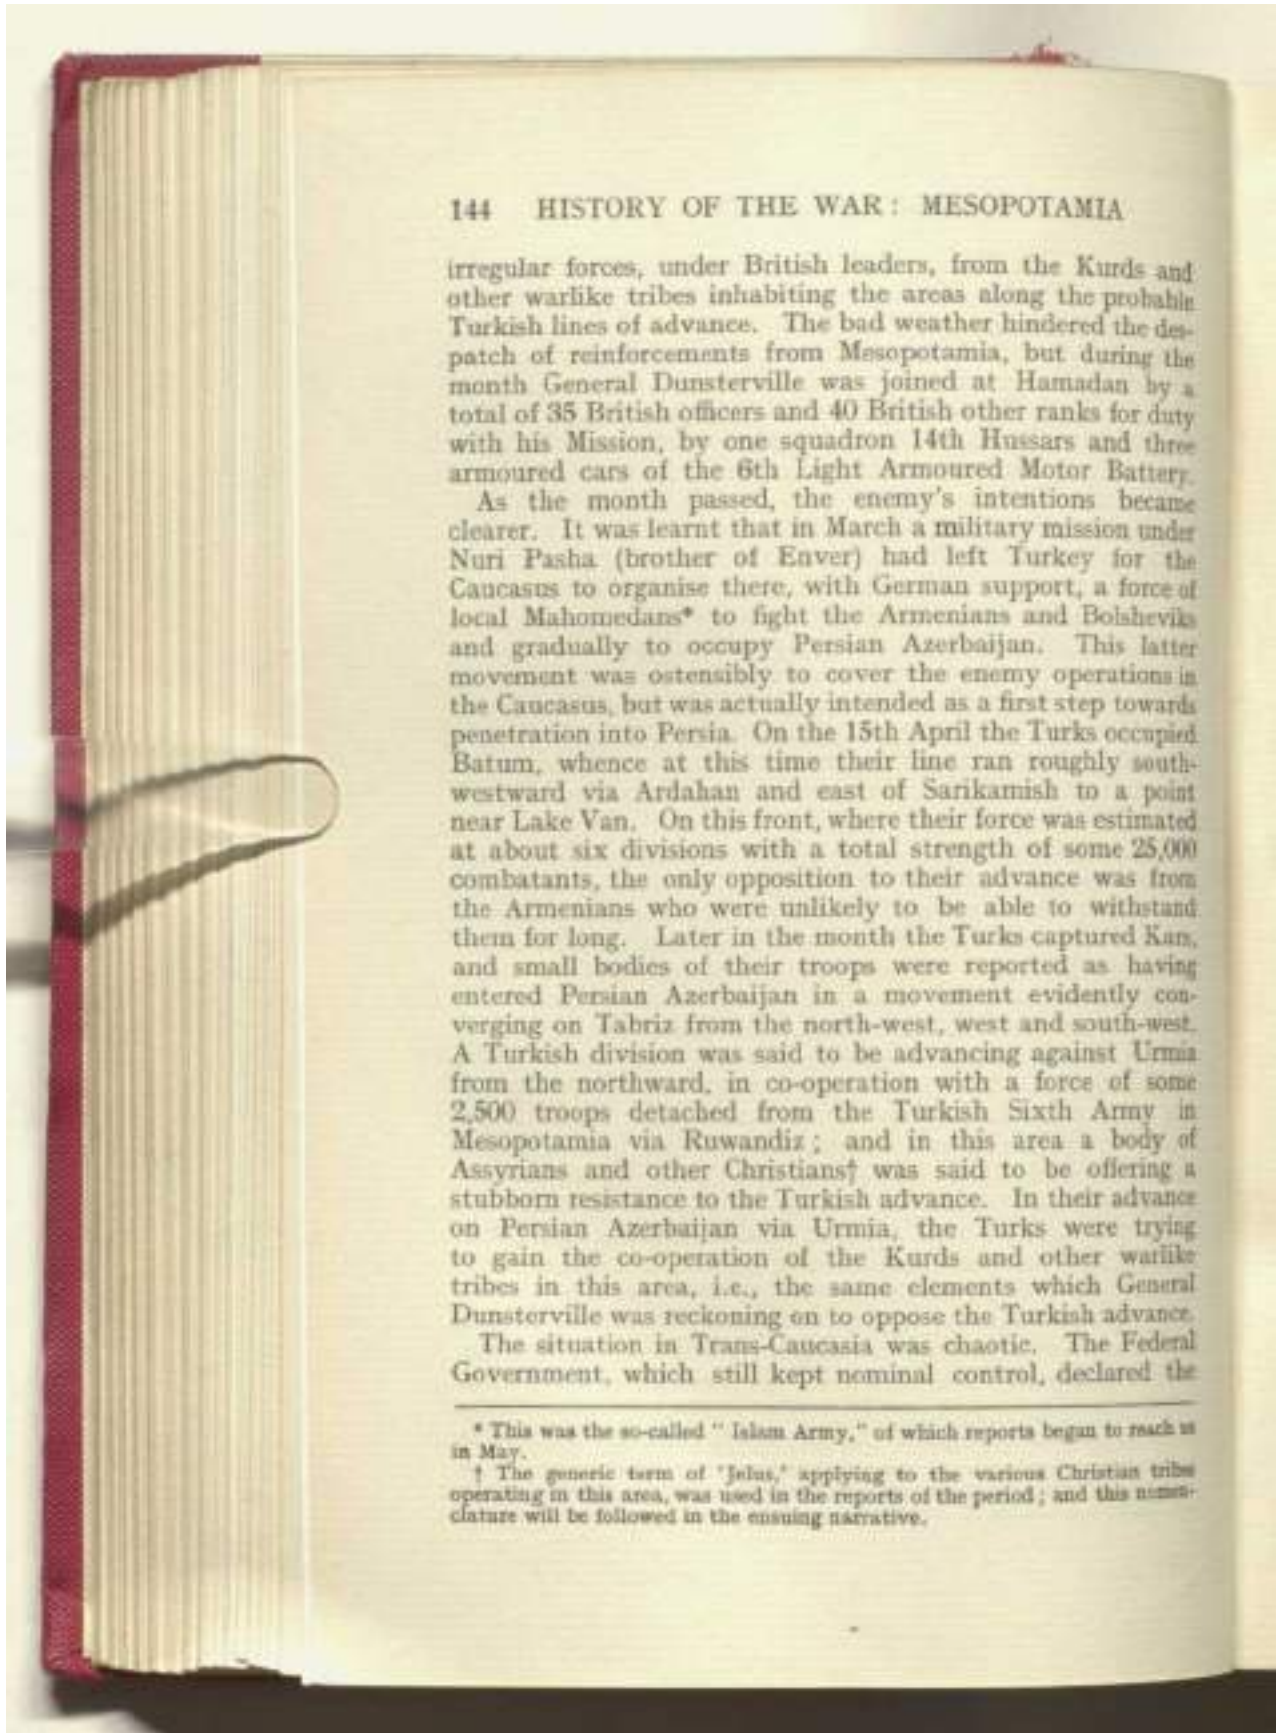 144 HISTORY OF THE WAR: MESOPOTAMIA
irregular forces, under British leaders, from the Kurds and
other warlike tribes inhabiting the areas along the probable
Turkish lines of advance. The bad weather hindered the des-
patch of reinforcements from Mesopotamia, but during the
month General Dunsterville was joined at Hamadan by a
total of 35 British officers and 40 British other ranks for duty
with his Mission, by one squadron 14th Hussars and three
armoured cars of the 6th Light Armoured Motor Battery.
As the month passed, the enemy's intentions became
clearer. It was learnt that in March a military mission under
Nuri Pasha (brother of Enver) had left Turkey for the
Caucasus to organise there, with German support, a force of
local Mahomedans* to fight the Armenians and Bolsheviks
and gradually to occupy Persian Azerbaijan. This latter
movement was ostensibly to cover the enemy operations in
the Caucasus, but was actually intended as a first step towards
penetration into Persia. On the 15th April the Turks occupied
Batum, whence at this time their line ran roughly south-
westward via Ardahan and east of Sarikamish to a point
near Lake Van. On this front, where their force was estimated
at about six divisions with a total strength of some 25,000
combatants, the only opposition to their advance was from
the Armenians who were unlikely to be able to withstand
them for long. Later in the month the Turks captured Kars,
and small bodies of their troops were reported as having
entered Persian Azerbaijan in a movement evidently con-
verging on Tabriz from the north-west, west and south-west.
A Turkish division was said to be advancing against Urmia
from the northward, in co-operation with a force of some
2,500 troops detached from the Turkish Sixth Army in
Mesopotamia via Ruwandiz; and in this area a body of
Assyrians and other Christians† was said to be offering a
stubborn resistance to the Turkish advance. In their advance
on Persian Azerbaijan via Urmia, the Turks were trying
to gain the co-operation of the Kurds and other warlike
tribes in this area, i.e., the same elements which General
Dunsterville was reckoning on to oppose the Turkish advance.
The situation in Trans-Caucasia was chaotic. The Federal
Government, which still kept nominal control, declared the
* This was the so-called "Islam Army," of which reports began to reach us
in May.
† The generic term of 'Jelus,' applying to the various Christian tribes
operating in this area, was used in the reports of the period; and this nomen-
clature will be followed in the ensuing narrative.